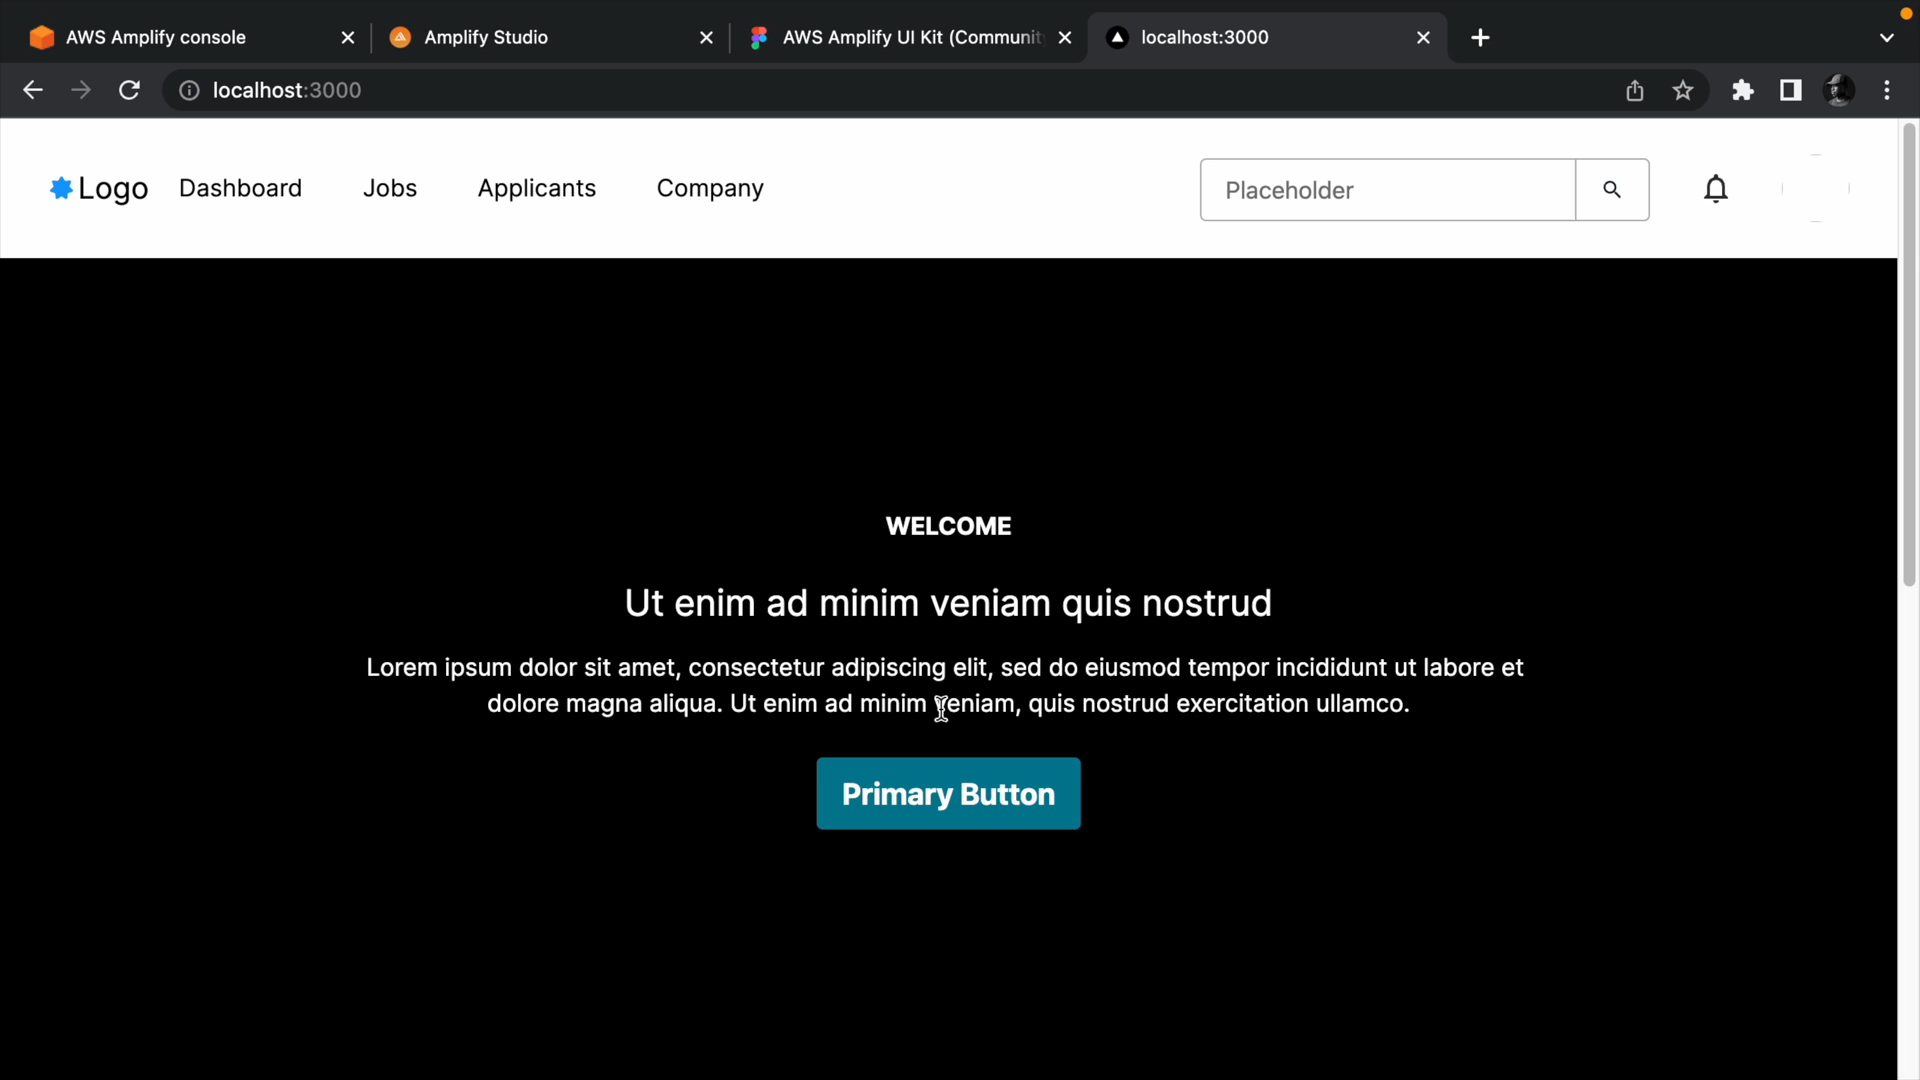 AWS Amplify console
Amplify Studio
AWS Amplify UI Kit (Communit
localhost:3000
localhost:3000
Logo Dashboard Jobs Applicants Company Placeholder
WELCOME
Ut enim ad minim veniam quis nostrud
Lorem ipsum dolor sit amet, consectetur adipiscing elit, sed do eiusmod tempor incididunt ut labore et
dolore magna aliqua. Ut enim ad minim veniam, quis nostrud exercitation ullamco.
Primary Button